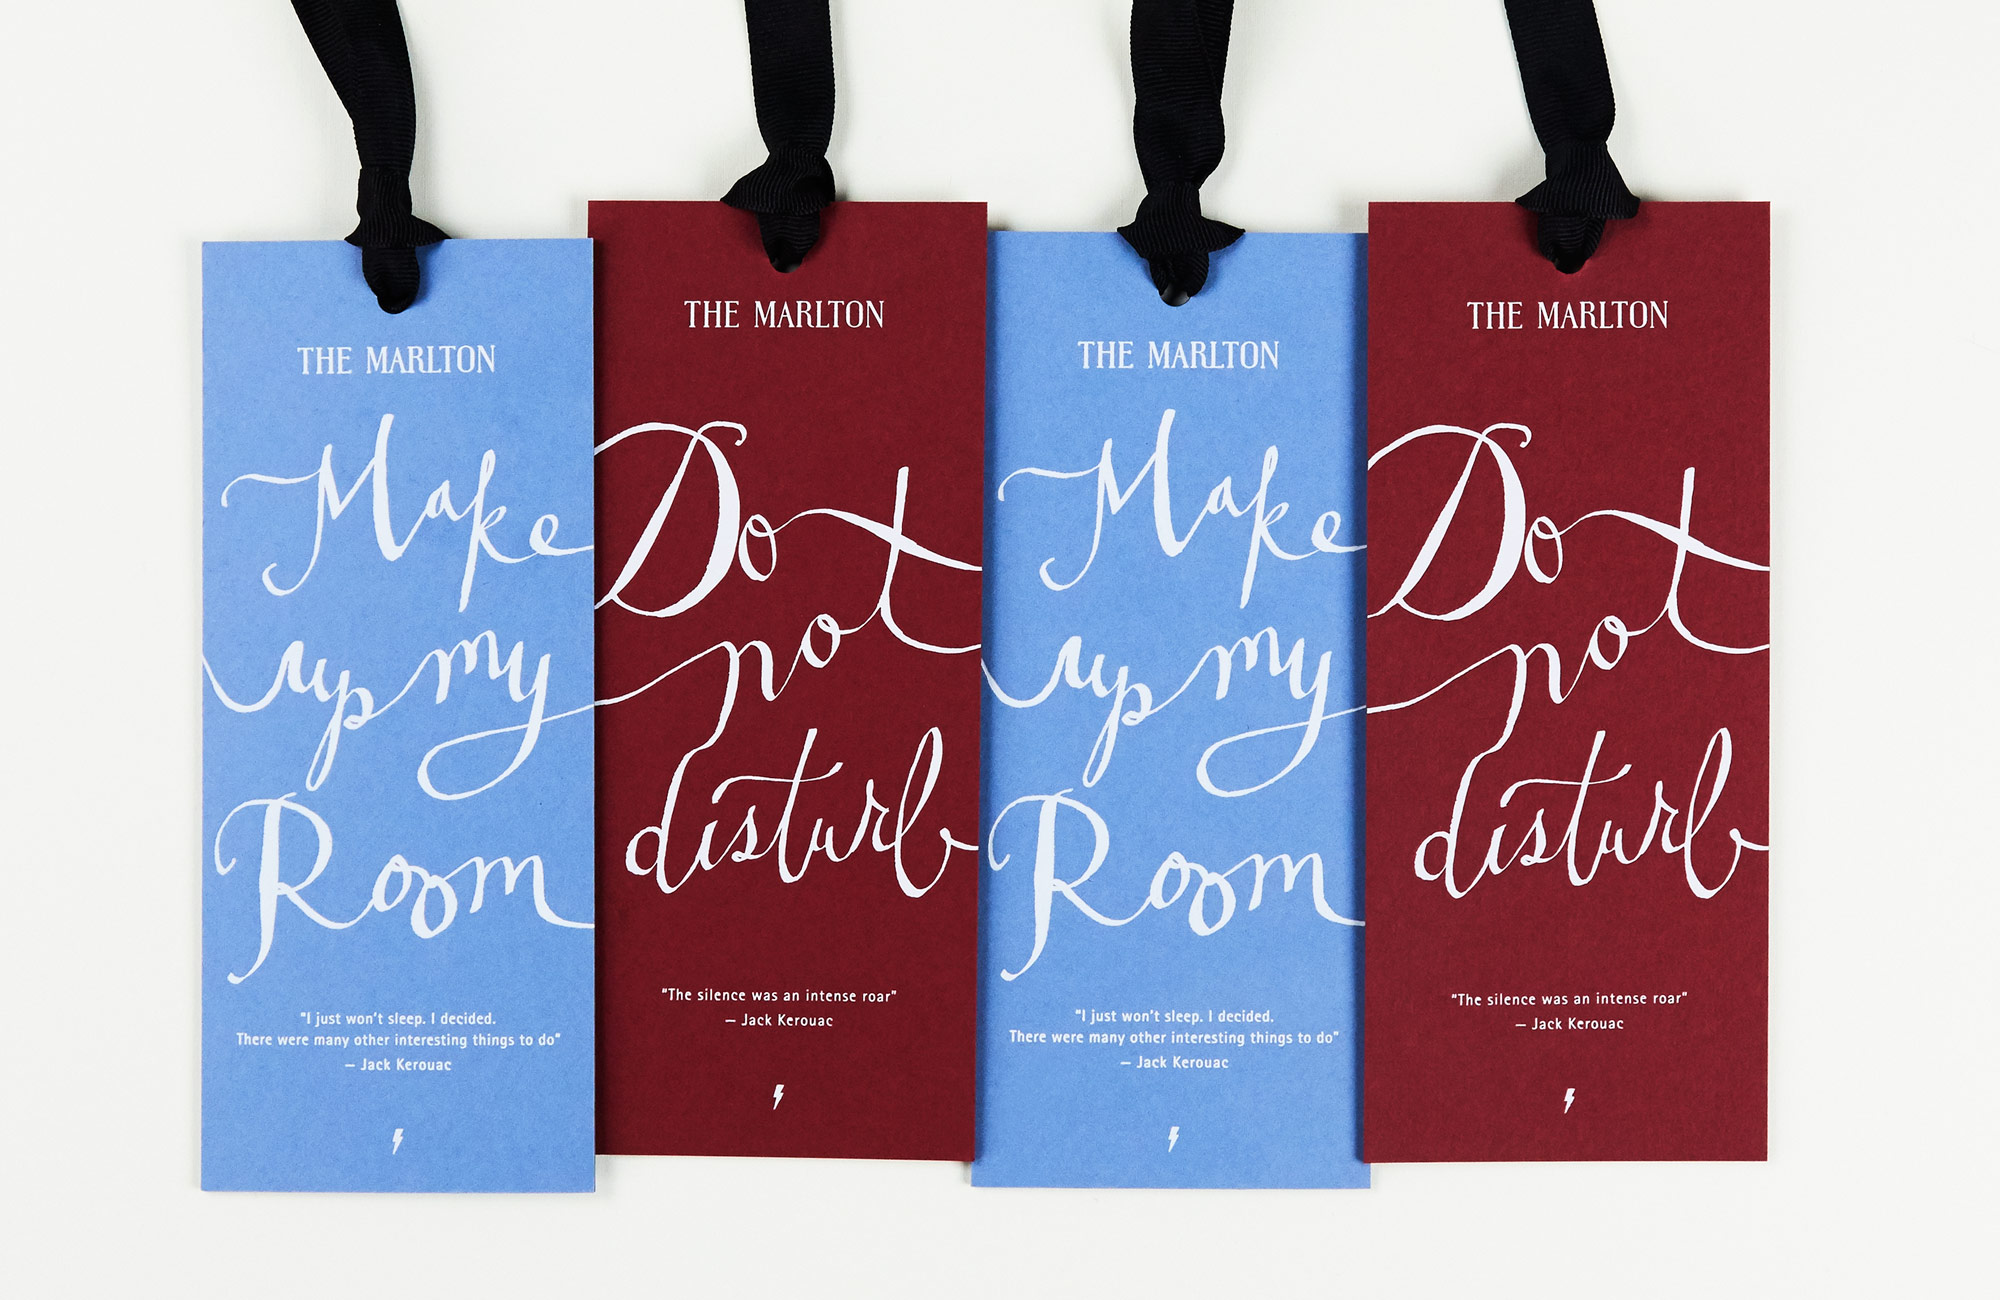 THE MARLTON
Make
up my
Room
"I just won't sleep. I decided.
There were many other interesting things to do"
— Jack Kerouac
THE MARLTON
Do
not
disturb
"The silence was an intense roar"
— Jack Kerouac
THE MARLTON
Make
up my
Room
"I just won't sleep. I decided.
There were many other interesting things to do"
— Jack Kerouac
THE MARLTON
Do
not
disturb
"The silence was an intense roar"
— Jack Kerouac